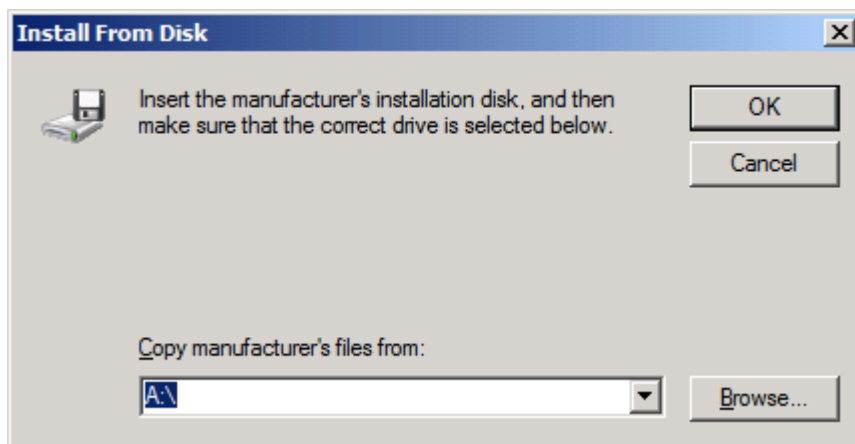 Install From Disk
Insert the manufacturer's installation disk, and then
make sure that the correct drive is selected below.
OK
Cancel
Copy manufacturer's files from:
A:\
Browse...